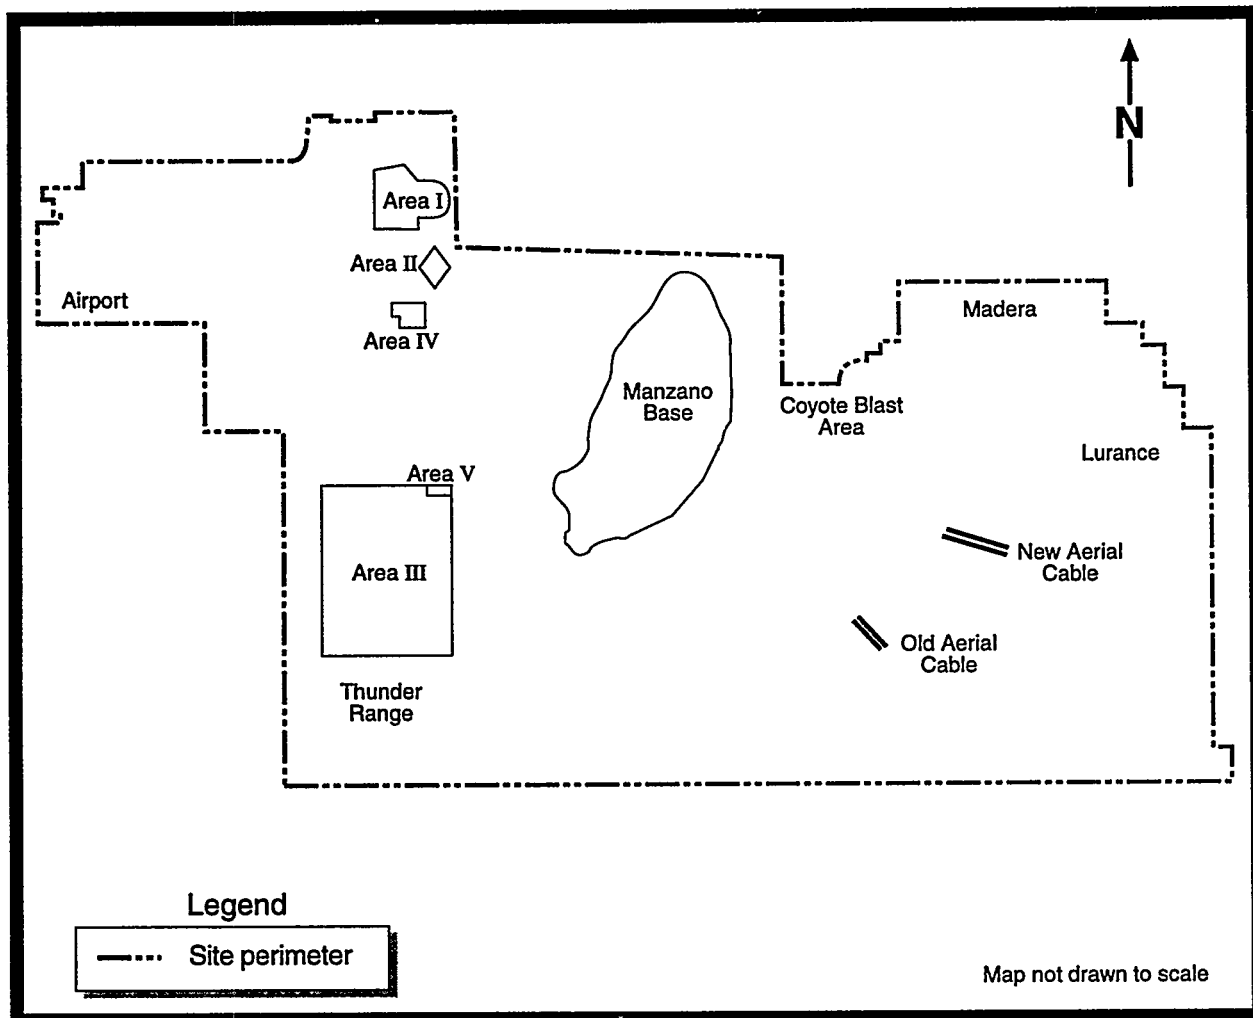 N
Area I
Area II
Airport
Madera
Area IV
Manzano
Base
Coyote Blast
Area
Lurance
Area V
New Aerial
Cable
Area III
Old Aerial
Cable
Thunder
Range
Legend
Site perimeter
Map not drawn to scale